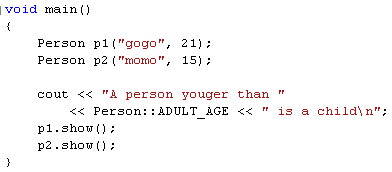 void main()
{
    Person p1("gogo", 21);
    Person p2("momo", 15);
    cout << "A person youger than "
        << Person::ADULT_AGE << " is a child\n";
    p1.show();
    p2.show();
}